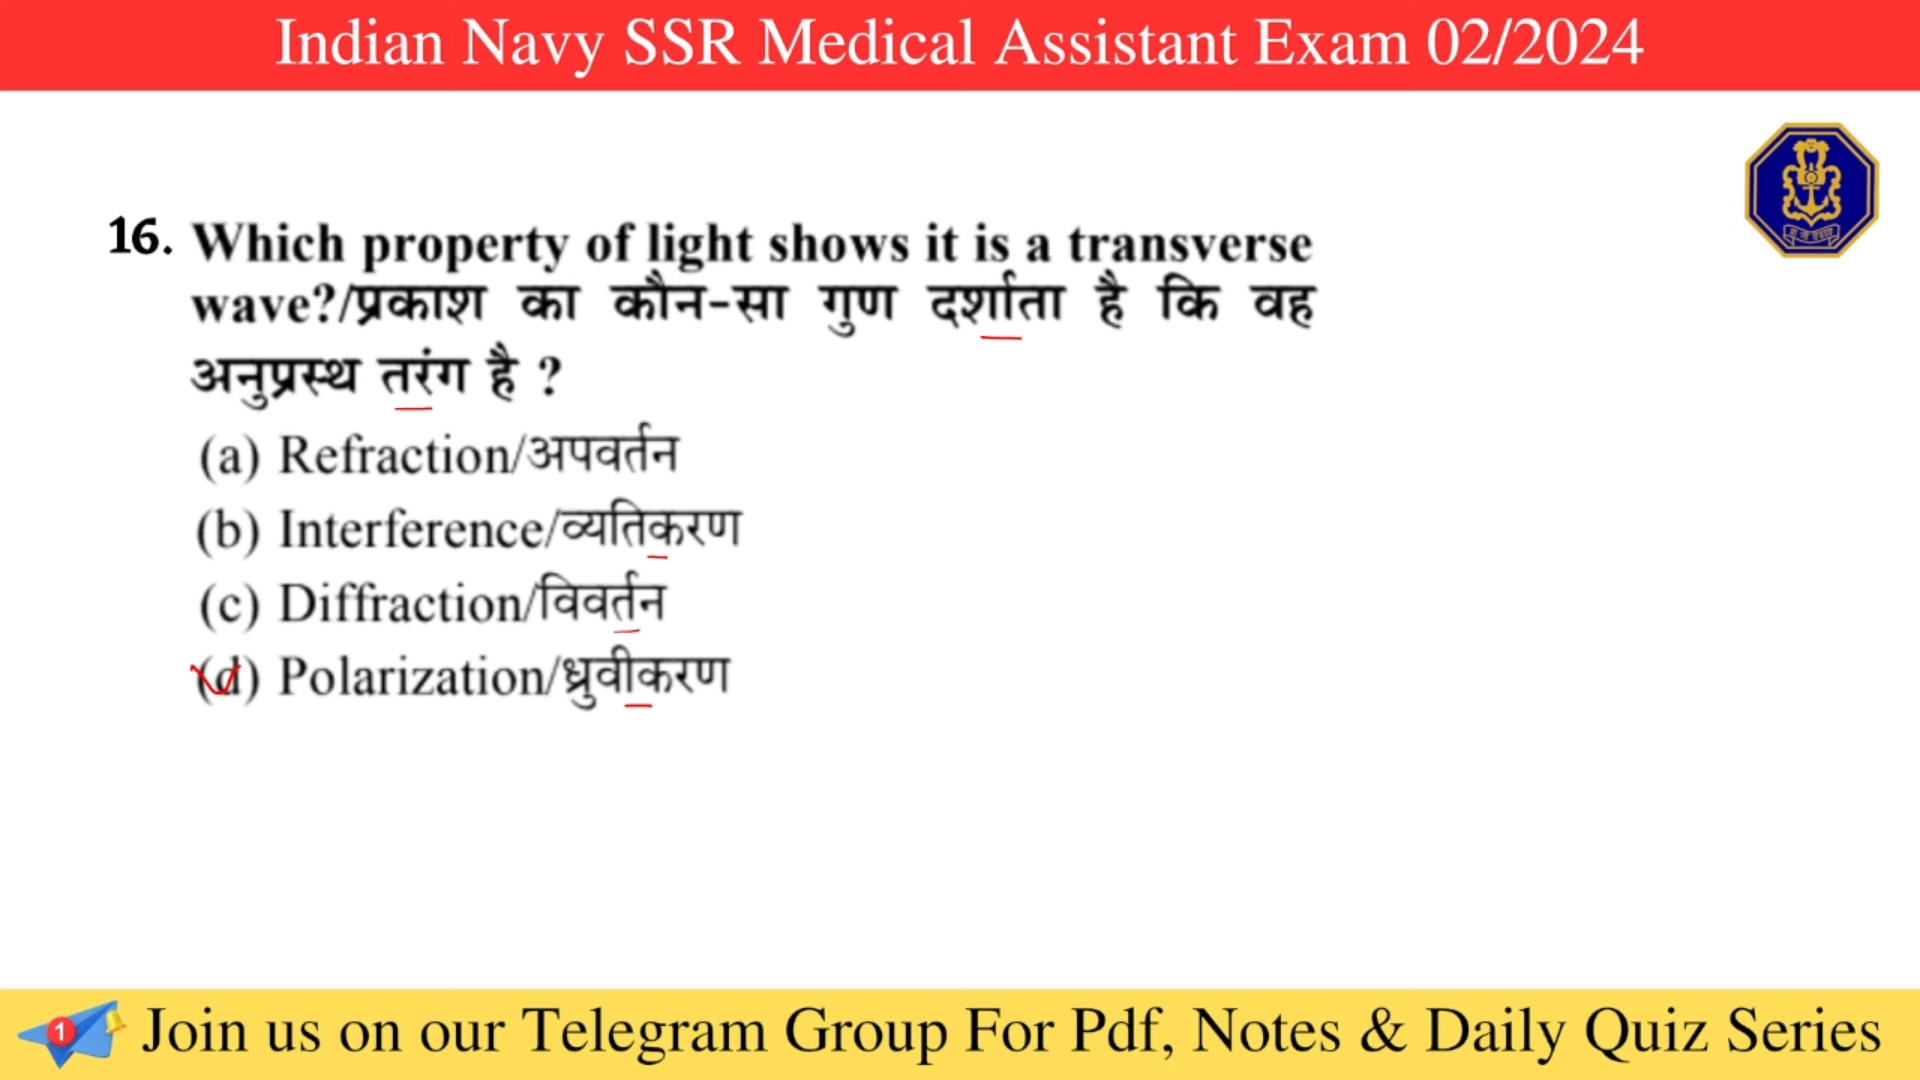 Indian Navy SSR Medical Assistant Exam 02/2024
16. Which property of light shows it is a transverse
wave?/प्रकाश का कौन-सा गुण दर्शाता है कि वह
अनुप्रस्थ तरंग है ?
(a) Refraction/अपवर्तन
(b) Interference/व्यतिकरण
(c) Diffraction/विवर्तन
(d) Polarization/ध्रुवीकरण
1 Join us on our Telegram Group For Pdf, Notes & Daily Quiz Series